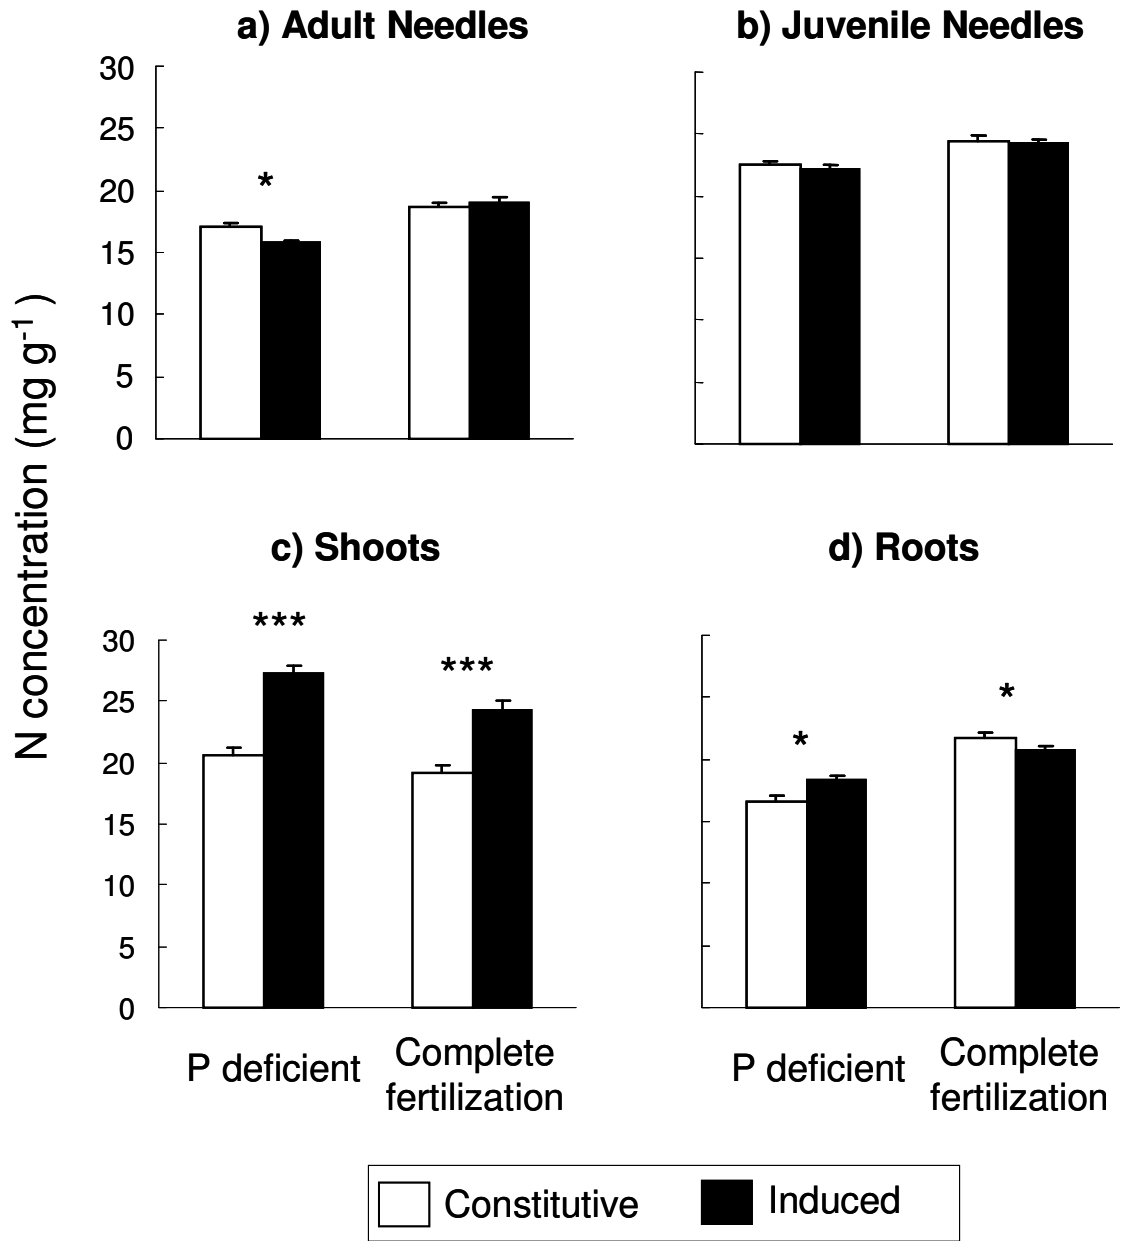 a) Adult Needles
b) Juvenile Needles
30
25
20
15
10
5
0
*
N concentration (mg g-1 )
c) Shoots
d) Roots
30
25
20
15
10
5
0
***
***
*
*
P deficient
Complete
fertilization
P deficient
Complete
fertilization
Constitutive
Induced